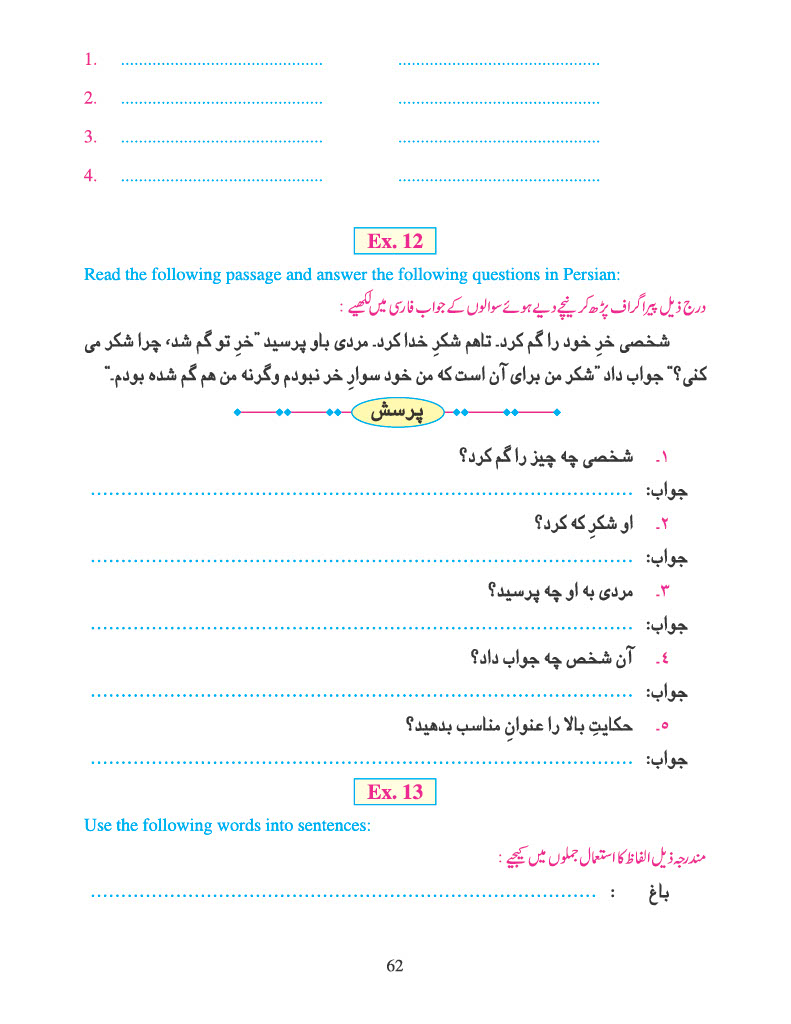 1. ............................................ ............................................
2. ............................................ ............................................
3. ............................................ ............................................
4. ............................................ ............................................
Ex. 12
Read the following passage and answer the following questions in Persian:
درج ذیل پیراگراف پڑھ کر نیچے دیے ہوئے سوالوں کے جواب فارسی میں لکھیے :
شخصی خرِ خود را گم کرد۔ تاهم شکرِ خدا کرد۔ مردی باو پرسید "خرِ تو گم شد، چرا شکر می
کنی؟" جواب داد "شکر من برای آن است که من خود سوارِ خر نبودم وگرنه من هم گم شده بودم۔"
پرسش
۱۔ شخصی چه چیز را گم کرد؟
جواب: ..........................................................................................
۲۔ او شکرِ که کرد؟
جواب: ..........................................................................................
۳۔ مردی به او چه پرسید؟
جواب: ..........................................................................................
٤۔ آن شخص چه جواب داد؟
جواب: ..........................................................................................
٥۔ حکایتِ بالا را عنوانِ مناسب بدهید؟
جواب: ..........................................................................................
Ex. 13
Use the following words into sentences:
مندرجہ ذیل الفاظ کا استعمال جملوں میں کیجیے :
باغ : ....................................................................................
62